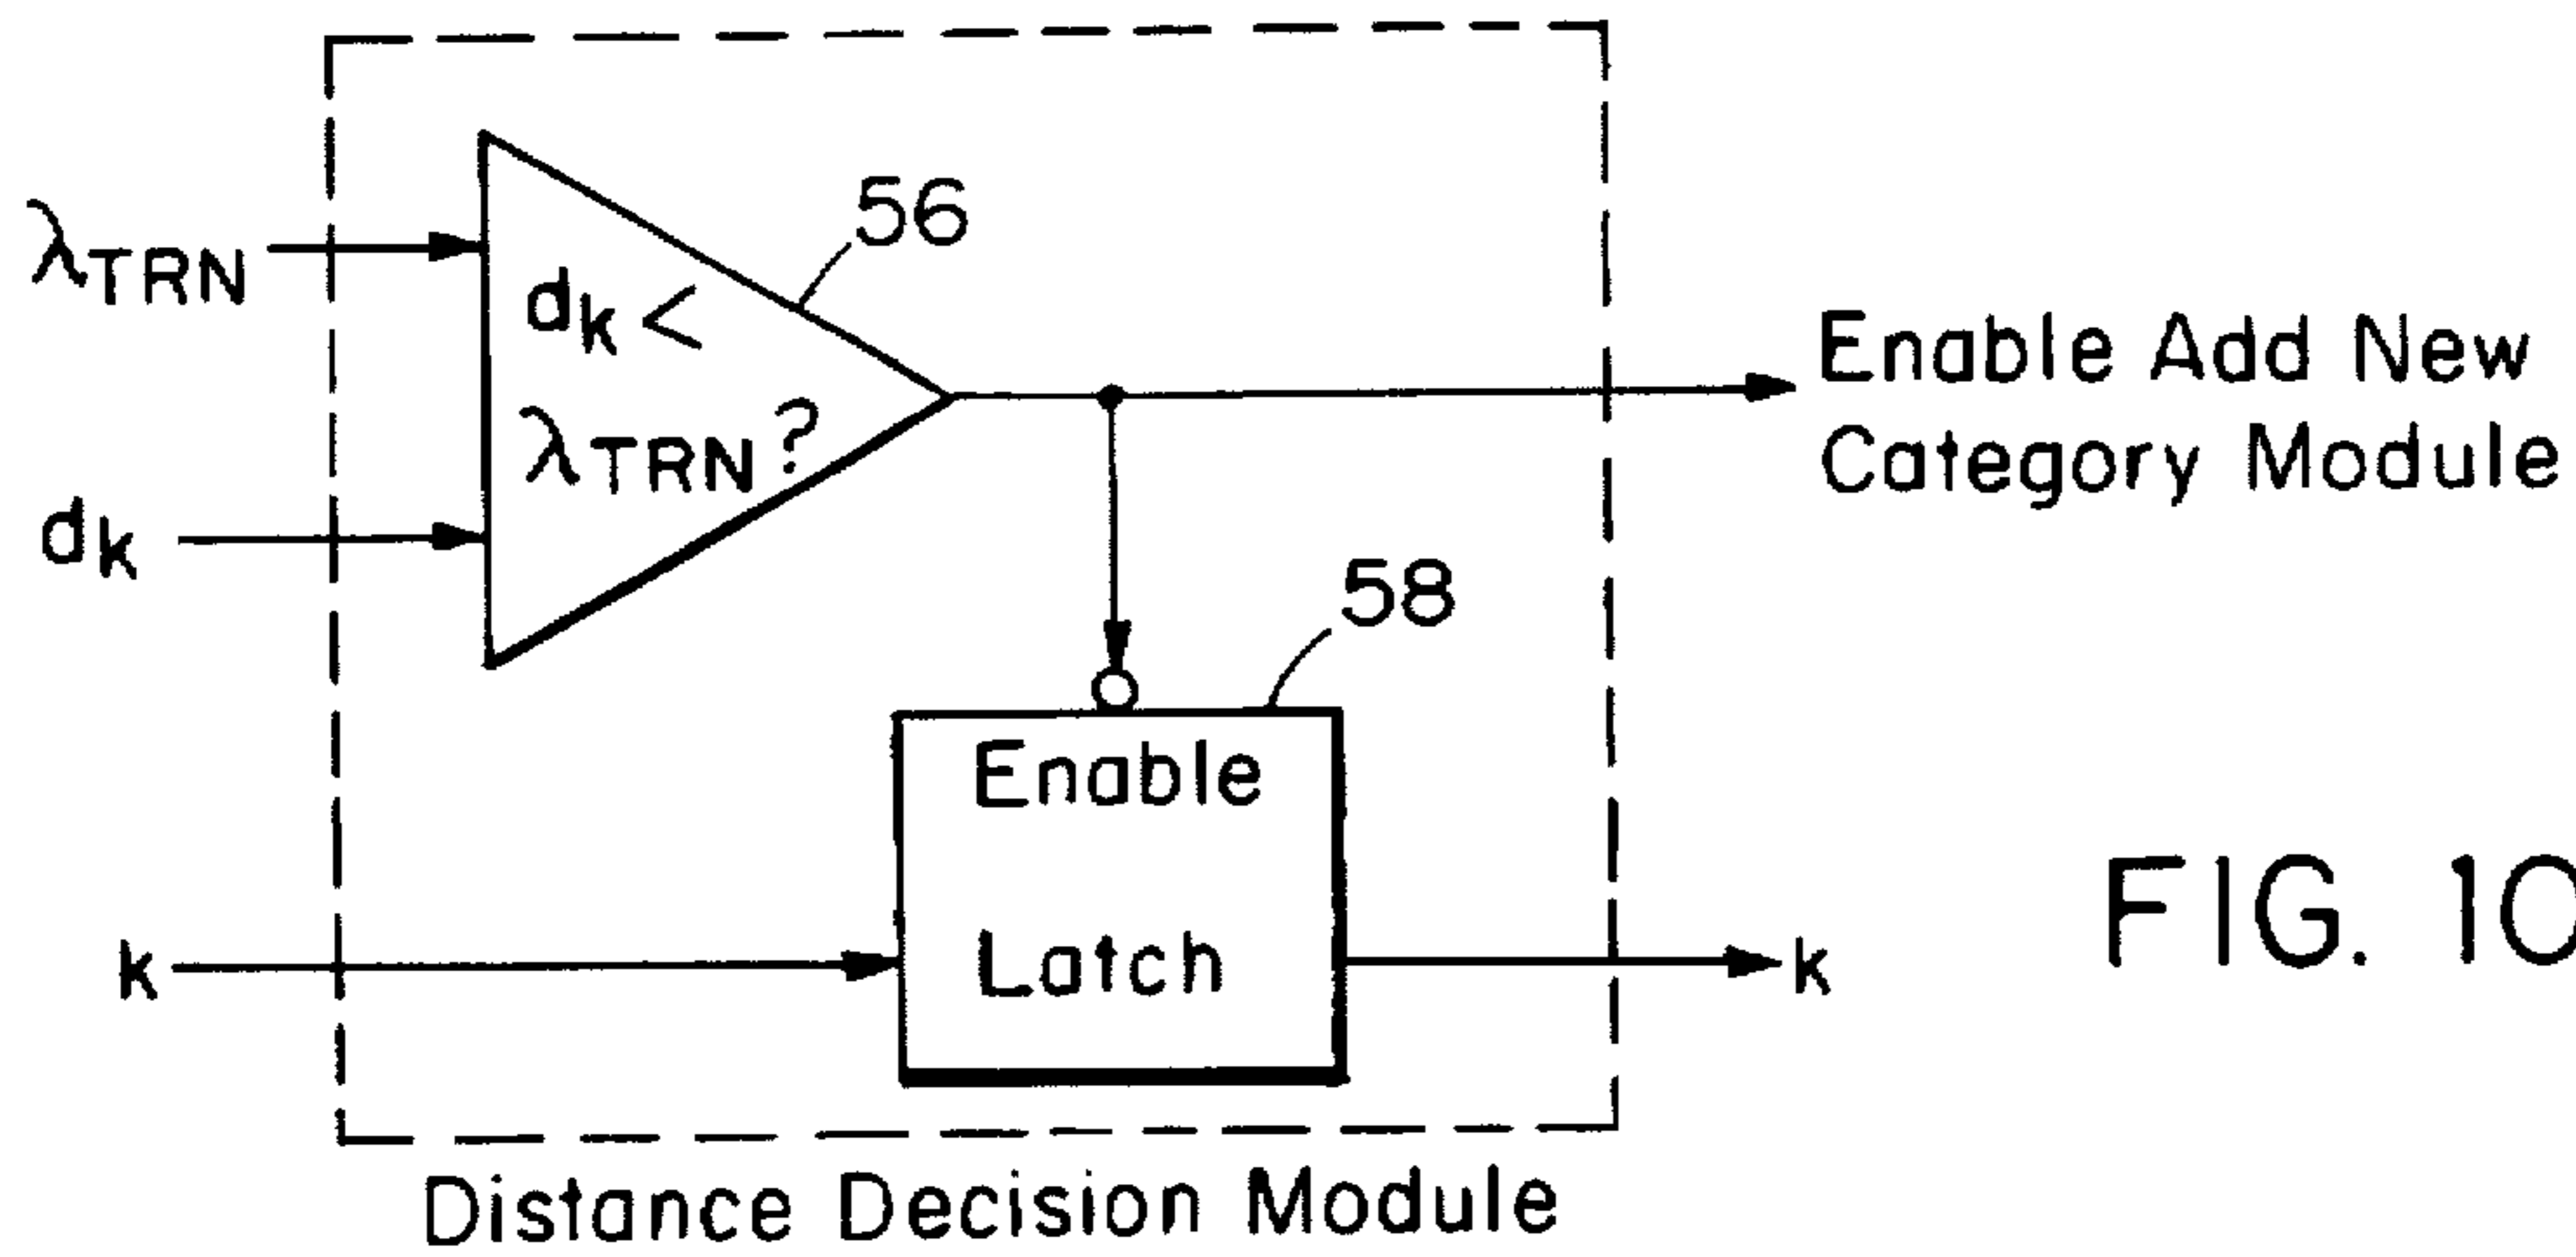 λTRN
56
dk <
λTRN?
dk
Enable Add New
Category Module
58
Enable
Latch
k
k
FIG. 10
Distance Decision Module